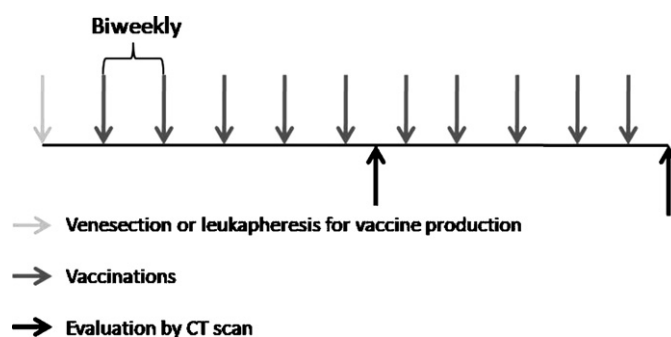 Biweekly
Venesection or leukapheresis for vaccine production
Vaccinations
Evaluation by CT scan